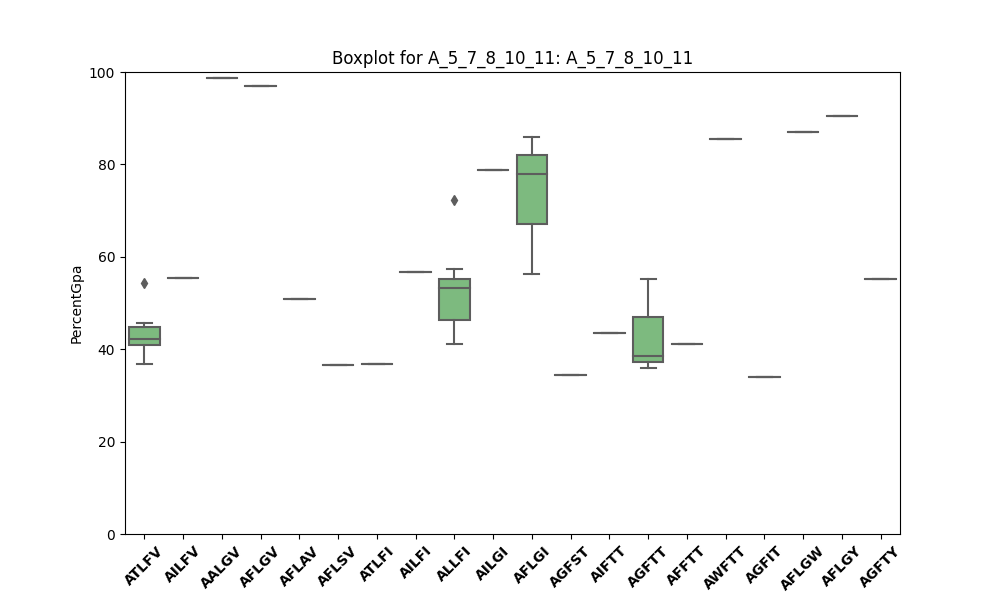 Boxplot for A_5_7_8_10_11: A_5_7_8_10_11
100
80
60
40
20
0
PercentGpa
ATLFV AILFV AALGV AFLGV AFLAV AFLSV ATLFI AILFI ALLFI AILGI AFLGI AGFST AIFTT AGFTT AFFTT AWFTT AGFIT AFLGW AFLGY AGFTY